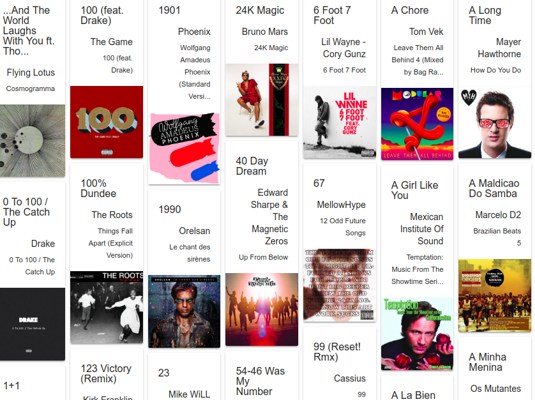 ...And The
World
Laughs
With You ft.
Tho...
Flying Lotus
Cosmogramma
0 To 100 /
The Catch
Up
Drake
0 To 100 / The
Catch Up
DRAKE
1+1
100 (feat.
Drake)
The Game
100 (feat.
Drake)
100
100%
Dundee
The Roots
Things Fall
Apart (Explicit
Version)
THE ROOTS
123 Victory
(Remix)
Kirk Franklin
1901
Phoenix
Wolfgang
Amadeus
Phoenix
(Standard
Versi...
Wolfgang
AMADEUS
PHOENIX
1990
Orelsan
Le chant des
sirènes
23
Mike WiLL
24K Magic
Bruno Mars
24K Magic
40 Day
Dream
Edward
Sharpe &
The
Magnetic
Zeros
Up From Below
54-46 Was
My
Number
6 Foot 7
Foot
Lil Wayne -
Cory Gunz
6 Foot 7 Foot
LIL
WAYNE
6 FOOT
7 FOOT
FEAT.
CORY
GUNZ
67
MellowHype
12 Odd Future
Songs
99 (Reset!
Rmx)
Cassius
99
A Chore
Tom Vek
Leave Them All
Behind 4 (Mixed
by Bag Ra...
MODULAR
LEAVE THEM ALL BEHIND
A Girl Like
You
Mexican
Institute Of
Sound
Temptation:
Music From The
Showtime Seri...
Temptation
A La Bien
A Long
Time
Mayer
Hawthorne
How Do You Do
A Maldicao
Do Samba
Marcelo D2
Brazilian Beats
5
A Minha
Menina
Os Mutantes